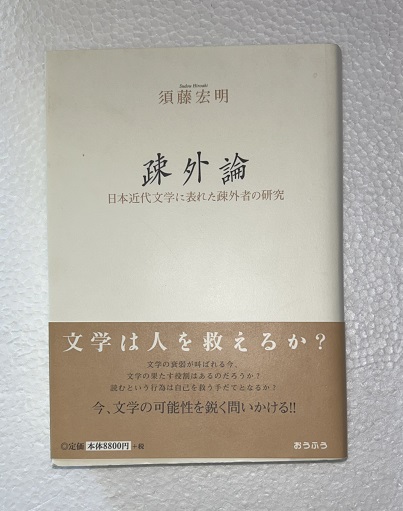 Sudou Hiroaki
須藤宏明
疎外論
日本近代文学に表れた疎外者の研究
文学は人を救えるか?
文学の衰弱が叫ばれる今、
文学の果たす役割はあるのだろうか?
読むという行為は自己を救う手だてとなるか?
今、文学の可能性を鋭く問いかける!!
◎定価 本体8800円 +税
おうふう